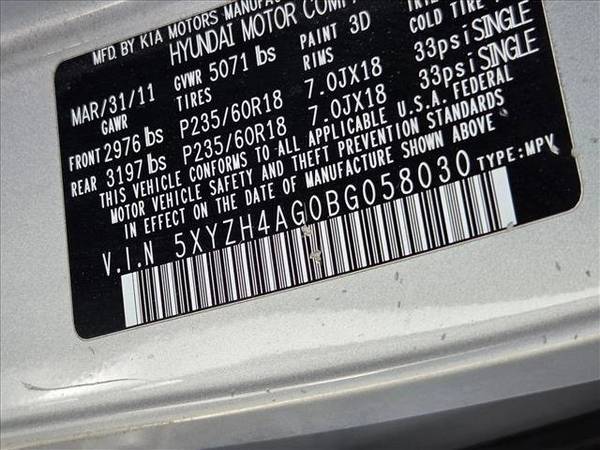 MFD. BY KIA MOTORS MANUFAC
HYUNDAI MOTOR COMP
MAR/31/11 GVWR 5071 lbs PAINT 3D
GAWR TIRES RIMS COLD TIRE
FRONT 2976 lbs P235/60R18 7.0JX18 33psi SINGLE
REAR 3197 lbs P235/60R18 7.0JX18 33psi SINGLE
THIS VEHICLE CONFORMS TO ALL APPLICABLE U.S.A. FEDERAL
MOTOR VEHICLE SAFETY AND THEFT PREVENTION STANDARDS
IN EFFECT ON THE DATE OF MANUFACTURE SHOWN ABOVE
V.I.N 5XYZH4AG0BG058030 TYPE:MPV